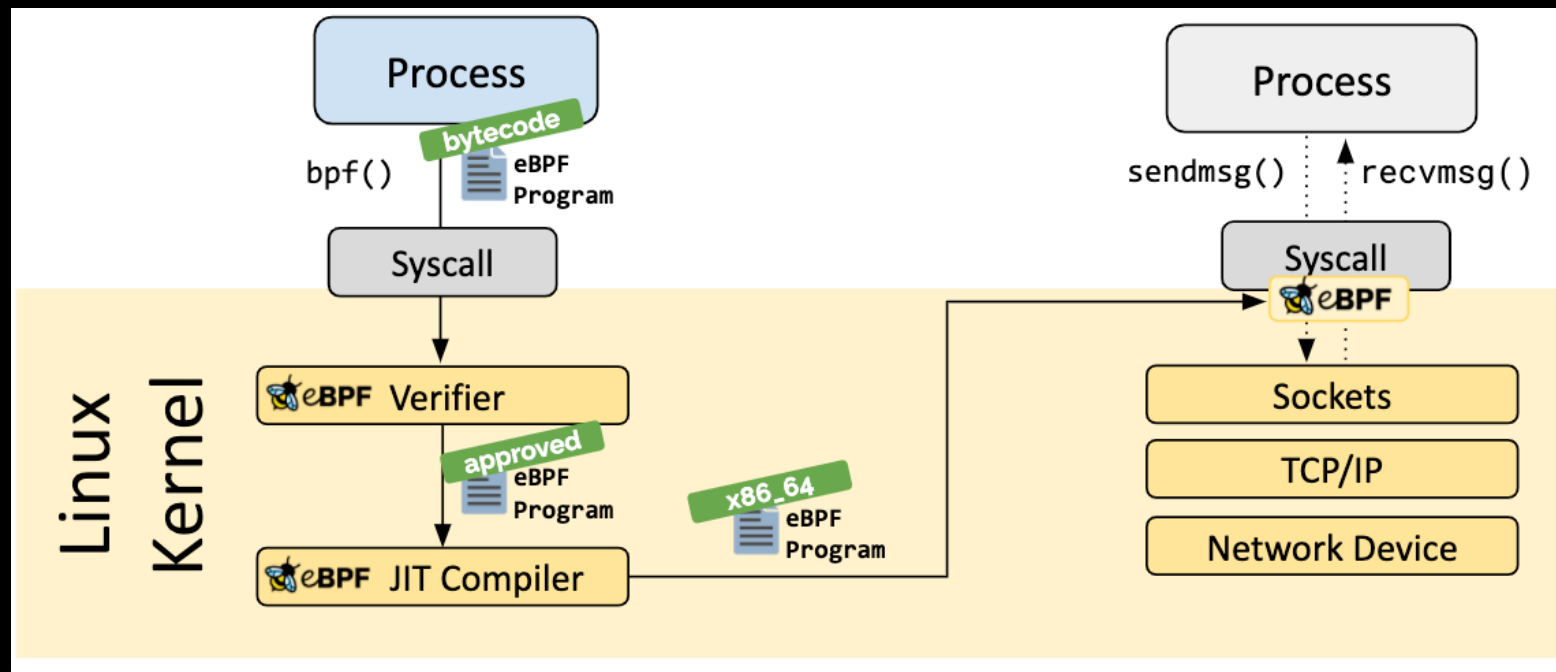 Process
bytecode
bpf()
eBPF
Program
Syscall
Linux
Kernel
eBPF Verifier
approved
eBPF
Program
eBPF JIT Compiler
x86_64
eBPF
Program
Process
sendmsg()
recvmsg()
Syscall
eBPF
Sockets
TCP/IP
Network Device